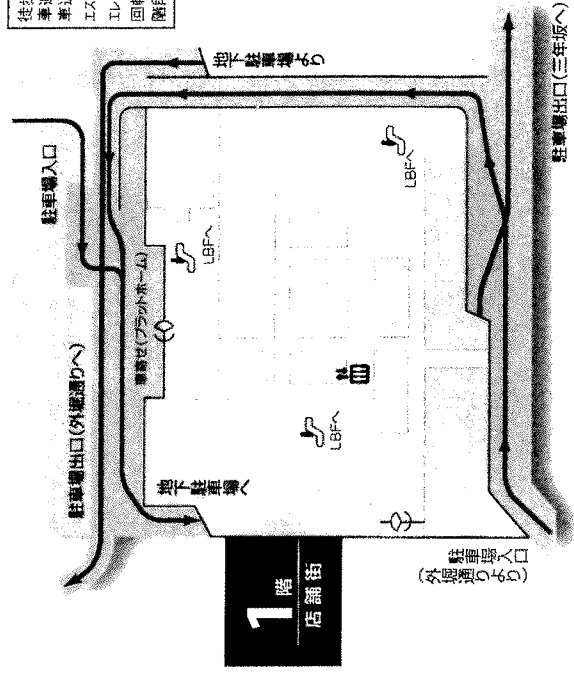 1階
店舗街
駐車場出口(外堀通りへ)
駐車場入口
地下駐車場より
車寄せ(プラットホーム)
LBFへ
LBFへ
LBFへ
地下駐車場へ
駐車場入口
(外堀通りより)
駐車場出口(三年坂へ)